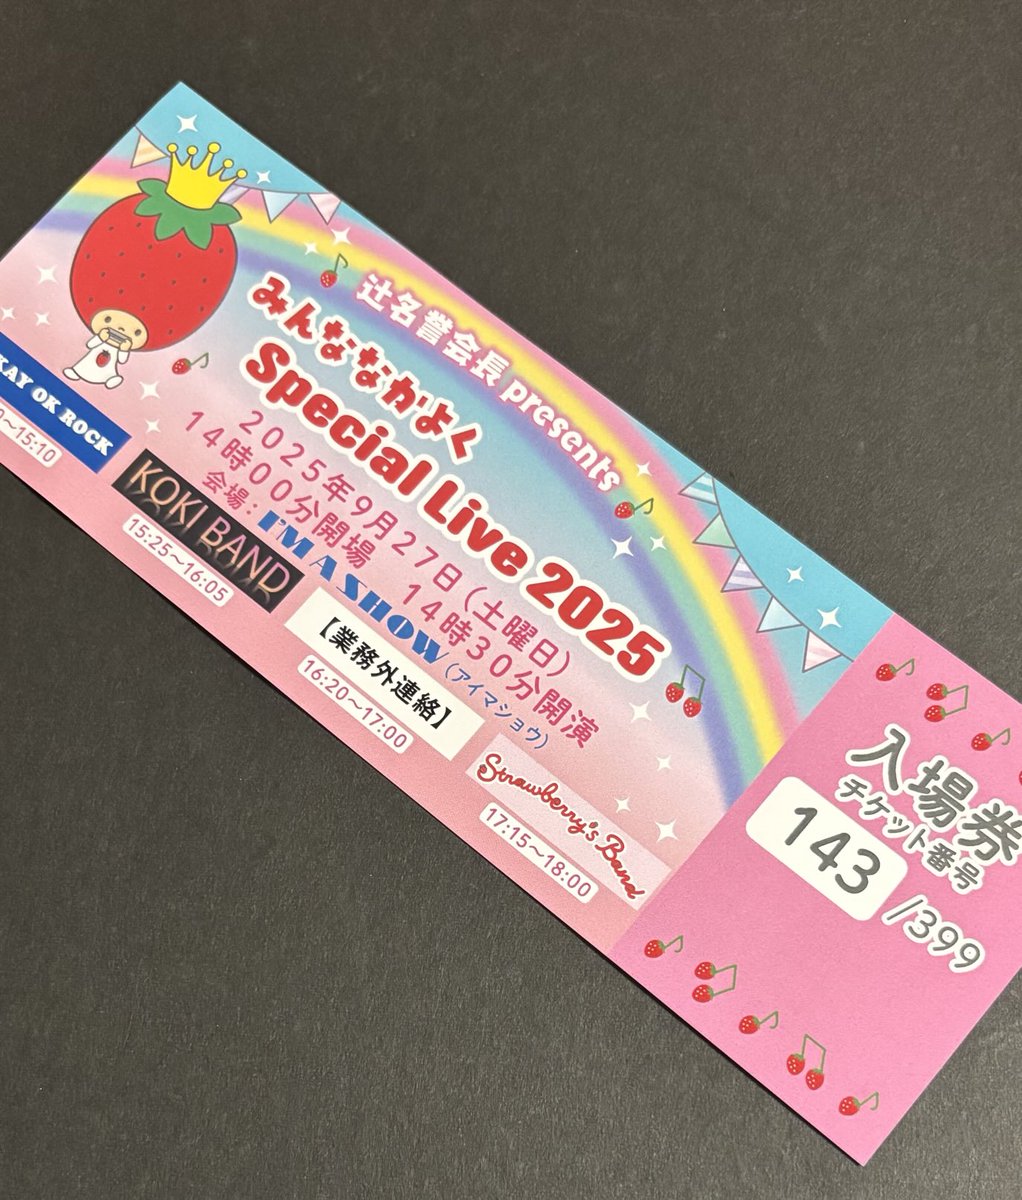 辻名誉会長 presents
みんななかよく
Special Live 2025
2025年9月27日(土曜日)
14時00分開場 14時30分開演
会場:I'M A SHOW(アイマショウ)
KAY OK ROCK
~15:10
KOKI BAND
15:25~16:05
【業務外連絡】
16:20~17:00
Strawberry's Band
17:15~18:00
入場券
チケット番号
143/399